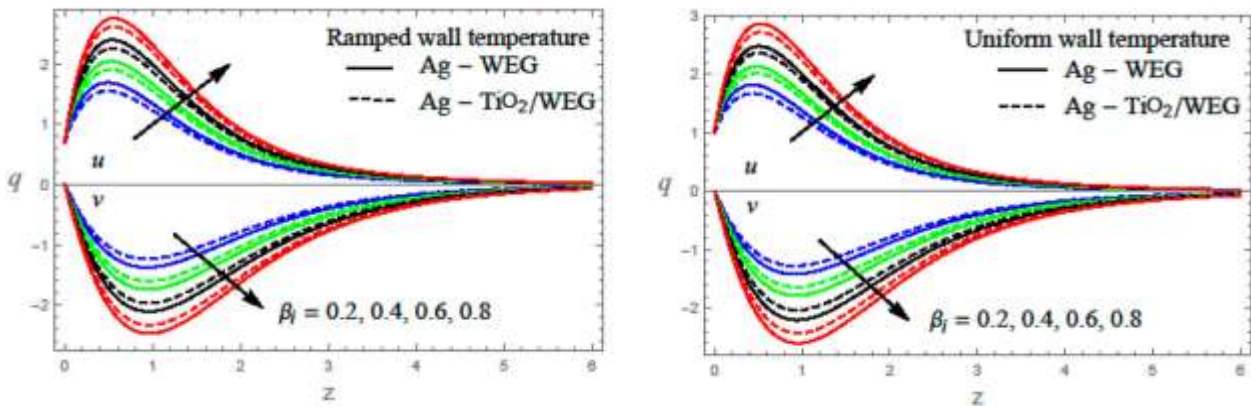 Ramped wall temperature
Ag – WEG
Ag – TiO₂/WEG
2
1
0
-1
-2
q
u
v
βᵢ = 0.2, 0.4, 0.6, 0.8
0 1 2 3 4 5 6
z
Uniform wall temperature
Ag – WEG
Ag – TiO₂/WEG
3
2
1
0
-1
-2
q
u
v
βᵢ = 0.2, 0.4, 0.6, 0.8
0 1 2 3 4 5 6
z